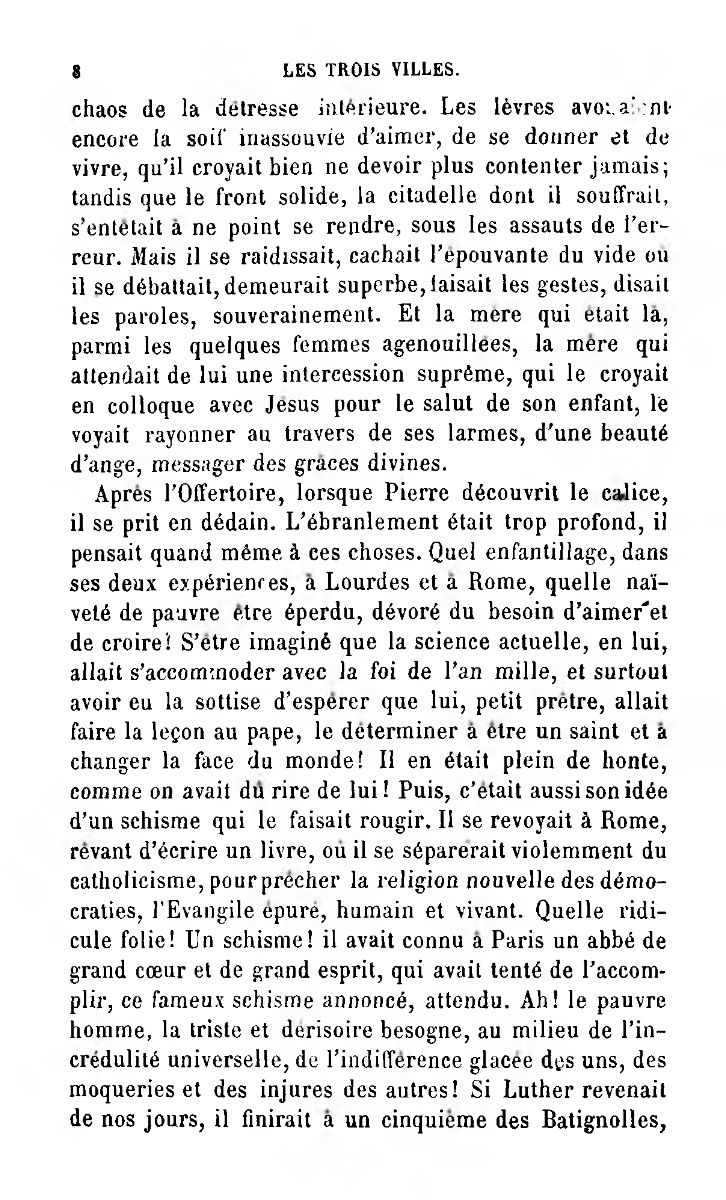 8 LES TROIS VILLES.
chaos de la détresse intérieure. Les lèvres avouaient
encore la soif inassouvie d'aimer, de se donner et de
vivre, qu'il croyait bien ne devoir plus contenter jamais;
tandis que le front solide, la citadelle dont il souffrait,
s'entêtait à ne point se rendre, sous les assauts de l'er-
reur. Mais il se raidissait, cachait l'épouvante du vide où
il se débattait, demeurait superbe, faisait les gestes, disait
les paroles, souverainement. Et la mère qui était là,
parmi les quelques femmes agenouillées, la mère qui
attendait de lui une intercession suprême, qui le croyait
en colloque avec Jésus pour le salut de son enfant, le
voyait rayonner au travers de ses larmes, d'une beauté
d'ange, messager des grâces divines.
Après l'Offertoire, lorsque Pierre découvrit le calice,
il se prit en dédain. L'ébranlement était trop profond, il
pensait quand même à ces choses. Quel enfantillage, dans
ses deux expériences, à Lourdes et à Rome, quelle naï-
veté de pauvre être éperdu, dévoré du besoin d'aimer et
de croire! S'être imaginé que la science actuelle, en lui,
allait s'accommoder avec la foi de l'an mille, et surtout
avoir eu la sottise d'espérer que lui, petit prêtre, allait
faire la leçon au pape, le déterminer à être un saint et à
changer la face du monde! Il en était plein de honte,
comme on avait dû rire de lui! Puis, c'était aussi son idée
d'un schisme qui le faisait rougir. Il se revoyait à Rome,
rêvant d'écrire un livre, où il se séparerait violemment du
catholicisme, pour prêcher la religion nouvelle des démo-
craties, l'Evangile épuré, humain et vivant. Quelle ridi-
cule folie! Un schisme! il avait connu à Paris un abbé de
grand cœur et de grand esprit, qui avait tenté de l'accom-
plir, ce fameux schisme annoncé, attendu. Ah! le pauvre
homme, la triste et dérisoire besogne, au milieu de l'in-
crédulité universelle, de l'indifférence glacée des uns, des
moqueries et des injures des autres! Si Luther revenait
de nos jours, il finirait à un cinquième des Batignolles,